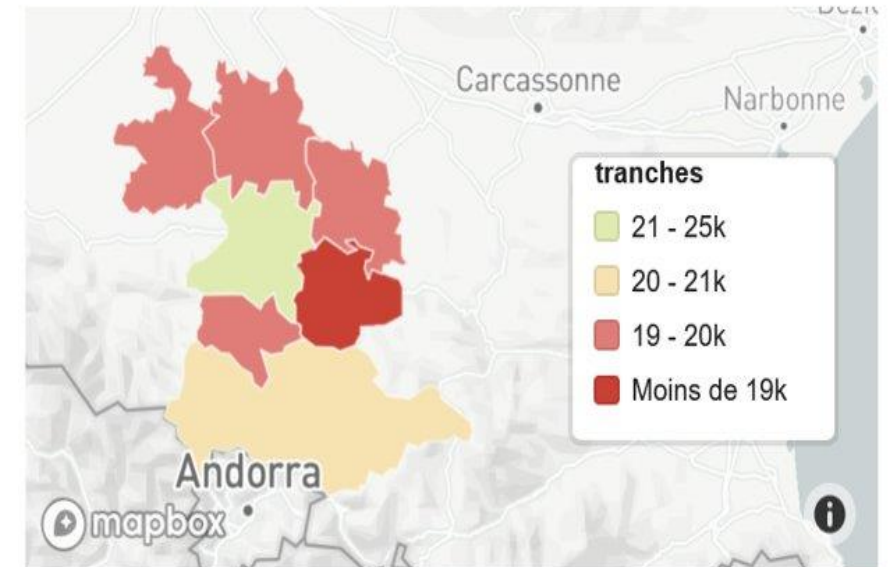 Carcassonne
Narbonne
tranches
21 - 25k
20 - 21k
19 - 20k
Moins de 19k
Andorra
mapbox
i